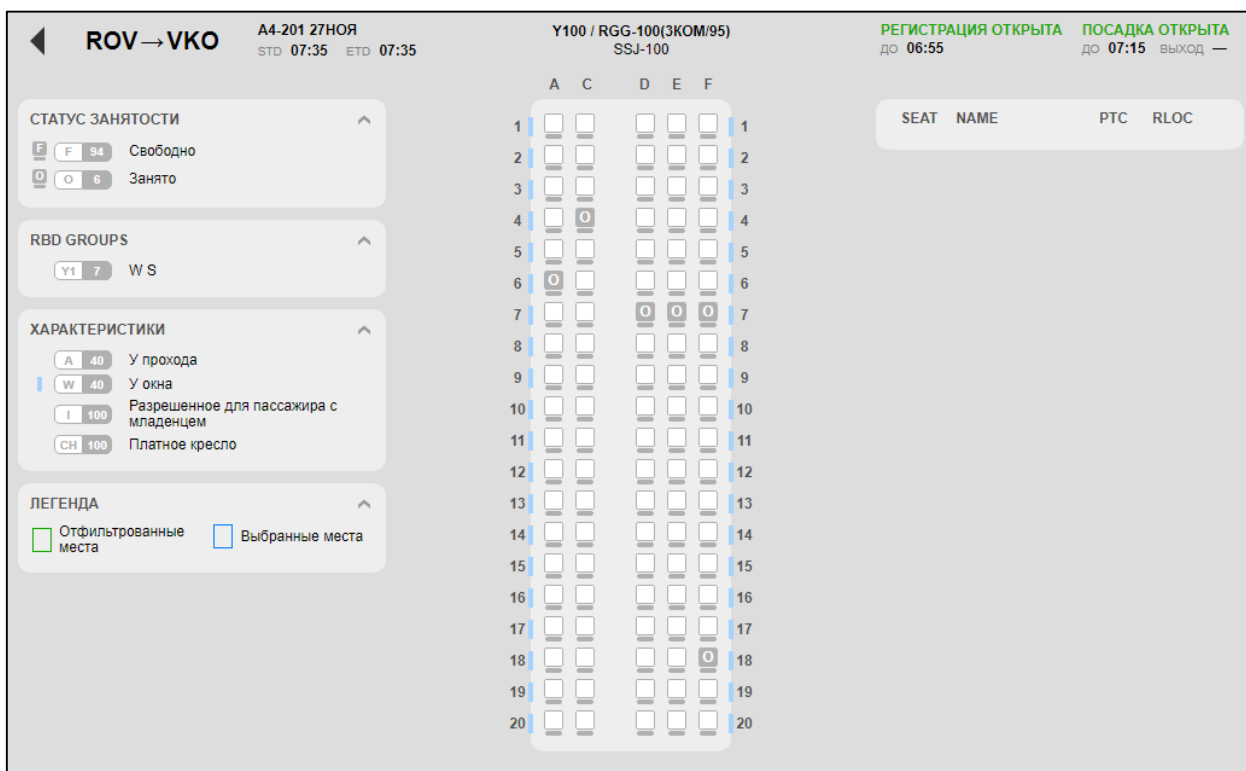 ROV→VKO
А4-201 27НОЯ
STD 07:35 ETD 07:35
Y100 / RGG-100(3КОМ/95)
SSJ-100
РЕГИСТРАЦИЯ ОТКРЫТА
ДО 06:55
ПОСАДКА ОТКРЫТА
ДО 07:15 ВЫХОД —
СТАТУС ЗАНЯТОСТИ
F F 94 Свободно
O O 6 Занято
RBD GROUPS
Y1 7 W S
ХАРАКТЕРИСТИКИ
A 40 У прохода
W 40 У окна
I 100 Разрешенное для пассажира с
младенцем
CH 100 Платное кресло
ЛЕГЕНДА
Отфильтрованные
места
Выбранные места
A C D E F
1 1
2 2
3 3
4 O 4
5 5
6 O 6
7 O O O 7
8 8
9 9
10 10
11 11
12 12
13 13
14 14
15 15
16 16
17 17
18 O 18
19 19
20 20
SEAT NAME PTC RLOC